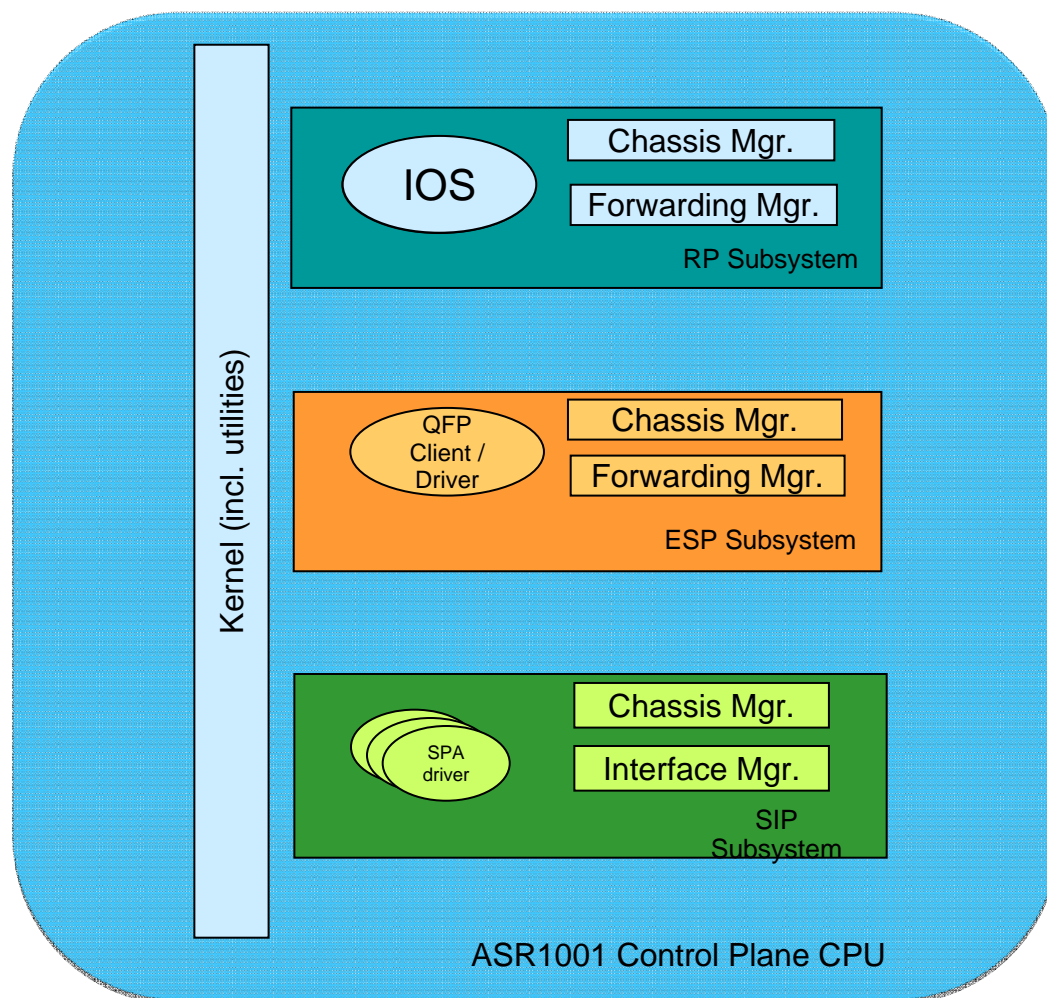 Kernel (incl. utilities)
IOS
Chassis Mgr.
Forwarding Mgr.
RP Subsystem
QFP
Client /
Driver
Chassis Mgr.
Forwarding Mgr.
ESP Subsystem
SPA
driver
Chassis Mgr.
Interface Mgr.
SIP
Subsystem
ASR1001 Control Plane CPU